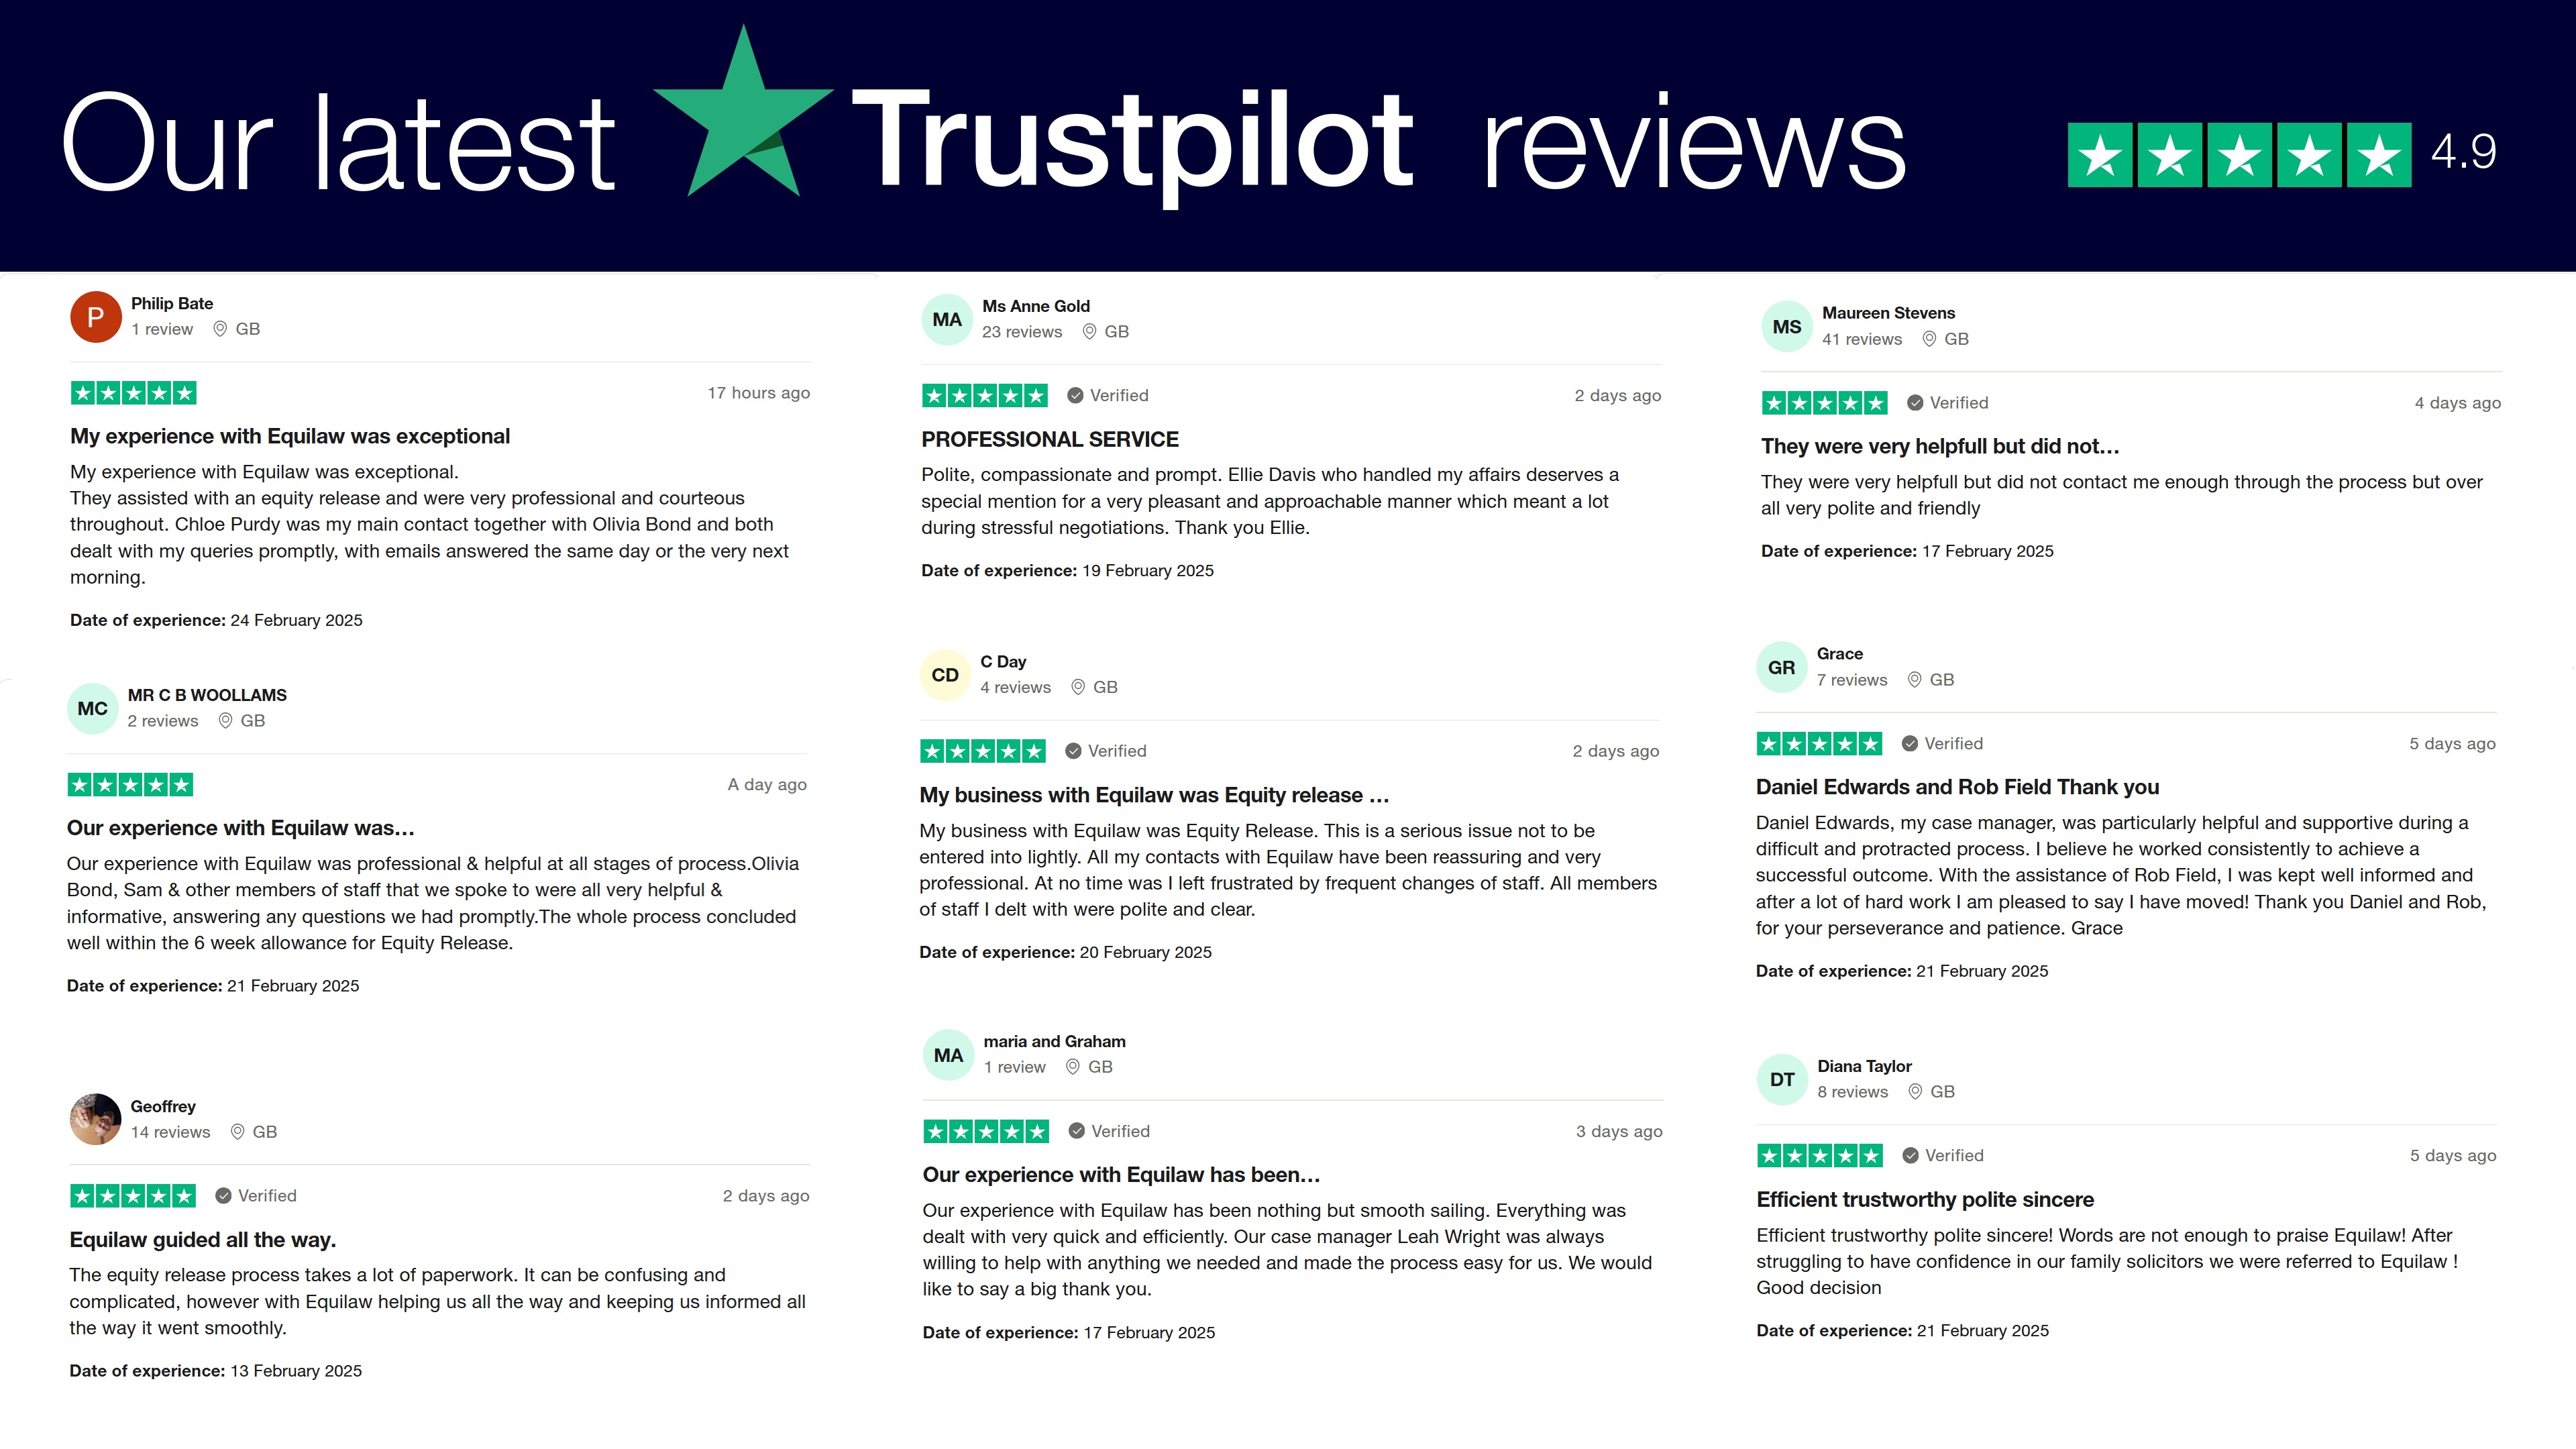 Our latest Trustpilot reviews 4.9
P
Philip Bate
1 review GB
17 hours ago
My experience with Equilaw was exceptional
My experience with Equilaw was exceptional.
They assisted with an equity release and were very professional and courteous
throughout. Chloe Purdy was my main contact together with Olivia Bond and both
dealt with my queries promptly, with emails answered the same day or the very next
morning.
Date of experience: 24 February 2025
MC
MR C B WOOLLAMS
2 reviews GB
A day ago
Our experience with Equilaw was…
Our experience with Equilaw was professional & helpful at all stages of process.Olivia
Bond, Sam & other members of staff that we spoke to were all very helpful &
informative, answering any questions we had promptly.The whole process concluded
well within the 6 week allowance for Equity Release.
Date of experience: 21 February 2025
Geoffrey
14 reviews GB
Verified 2 days ago
Equilaw guided all the way.
The equity release process takes a lot of paperwork. It can be confusing and
complicated, however with Equilaw helping us all the way and keeping us informed all
the way it went smoothly.
Date of experience: 13 February 2025
MA
Ms Anne Gold
23 reviews GB
Verified 2 days ago
PROFESSIONAL SERVICE
Polite, compassionate and prompt. Ellie Davis who handled my affairs deserves a
special mention for a very pleasant and approachable manner which meant a lot
during stressful negotiations. Thank you Ellie.
Date of experience: 19 February 2025
CD
C Day
4 reviews GB
Verified 2 days ago
My business with Equilaw was Equity release …
My business with Equilaw was Equity Release. This is a serious issue not to be
entered into lightly. All my contacts with Equilaw have been reassuring and very
professional. At no time was I left frustrated by frequent changes of staff. All members
of staff I delt with were polite and clear.
Date of experience: 20 February 2025
MA
maria and Graham
1 review GB
Verified 3 days ago
Our experience with Equilaw has been…
Our experience with Equilaw has been nothing but smooth sailing. Everything was
dealt with very quick and efficiently. Our case manager Leah Wright was always
willing to help with anything we needed and made the process easy for us. We would
like to say a big thank you.
Date of experience: 17 February 2025
MS
Maureen Stevens
41 reviews GB
Verified 4 days ago
They were very helpfull but did not…
They were very helpfull but did not contact me enough through the process but over
all very polite and friendly
Date of experience: 17 February 2025
GR
Grace
7 reviews GB
Verified 5 days ago
Daniel Edwards and Rob Field Thank you
Daniel Edwards, my case manager, was particularly helpful and supportive during a
difficult and protracted process. I believe he worked consistently to achieve a
successful outcome. With the assistance of Rob Field, I was kept well informed and
after a lot of hard work I am pleased to say I have moved! Thank you Daniel and Rob,
for your perseverance and patience. Grace
Date of experience: 21 February 2025
DT
Diana Taylor
8 reviews GB
Verified 5 days ago
Efficient trustworthy polite sincere
Efficient trustworthy polite sincere! Words are not enough to praise Equilaw! After
struggling to have confidence in our family solicitors we were referred to Equilaw !
Good decision
Date of experience: 21 February 2025